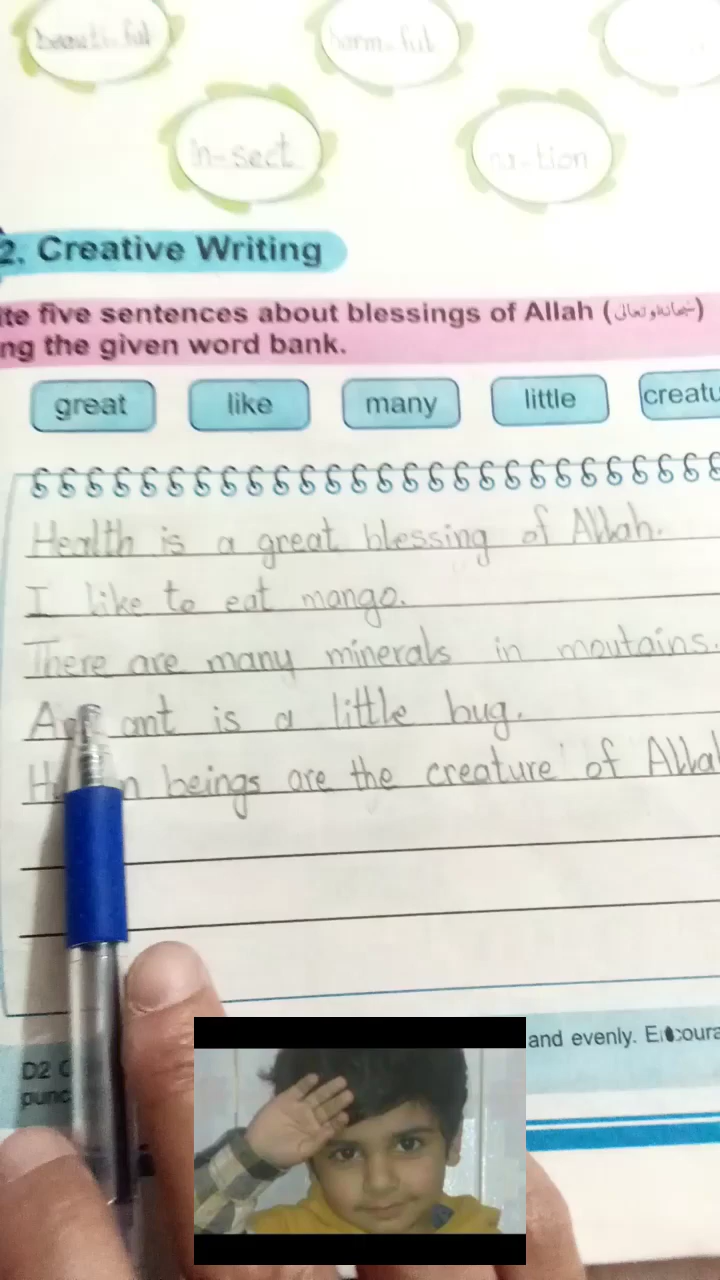 beauti-ful harm-ful
in-sect na-tion
2. Creative Writing
ite five sentences about blessings of Allah (سُبْحَانَهُ وَتَعَالٰى)
ng the given word bank.
great like many little creatu
Health is a great blessing of Allah.
I like to eat mango.
There are many minerals in moutains.
ant is a little bug.
beings are the creature of Allah
and evenly. Encoura
D2
punc